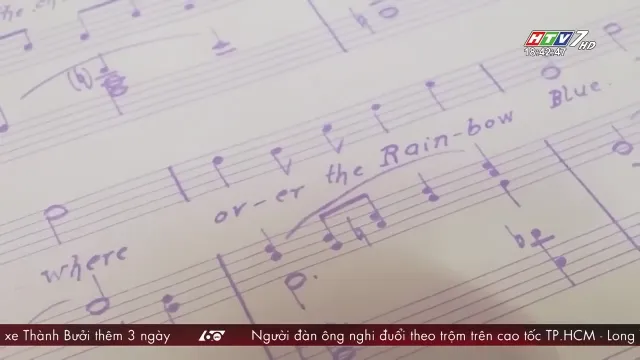 HTV7 HD
18:42:47
where ov-er the Rain-bow Blue
xe Thành Bưởi thêm 3 ngày 60 Người đàn ông nghi đuổi theo trộm trên cao tốc TP.HCM - Long